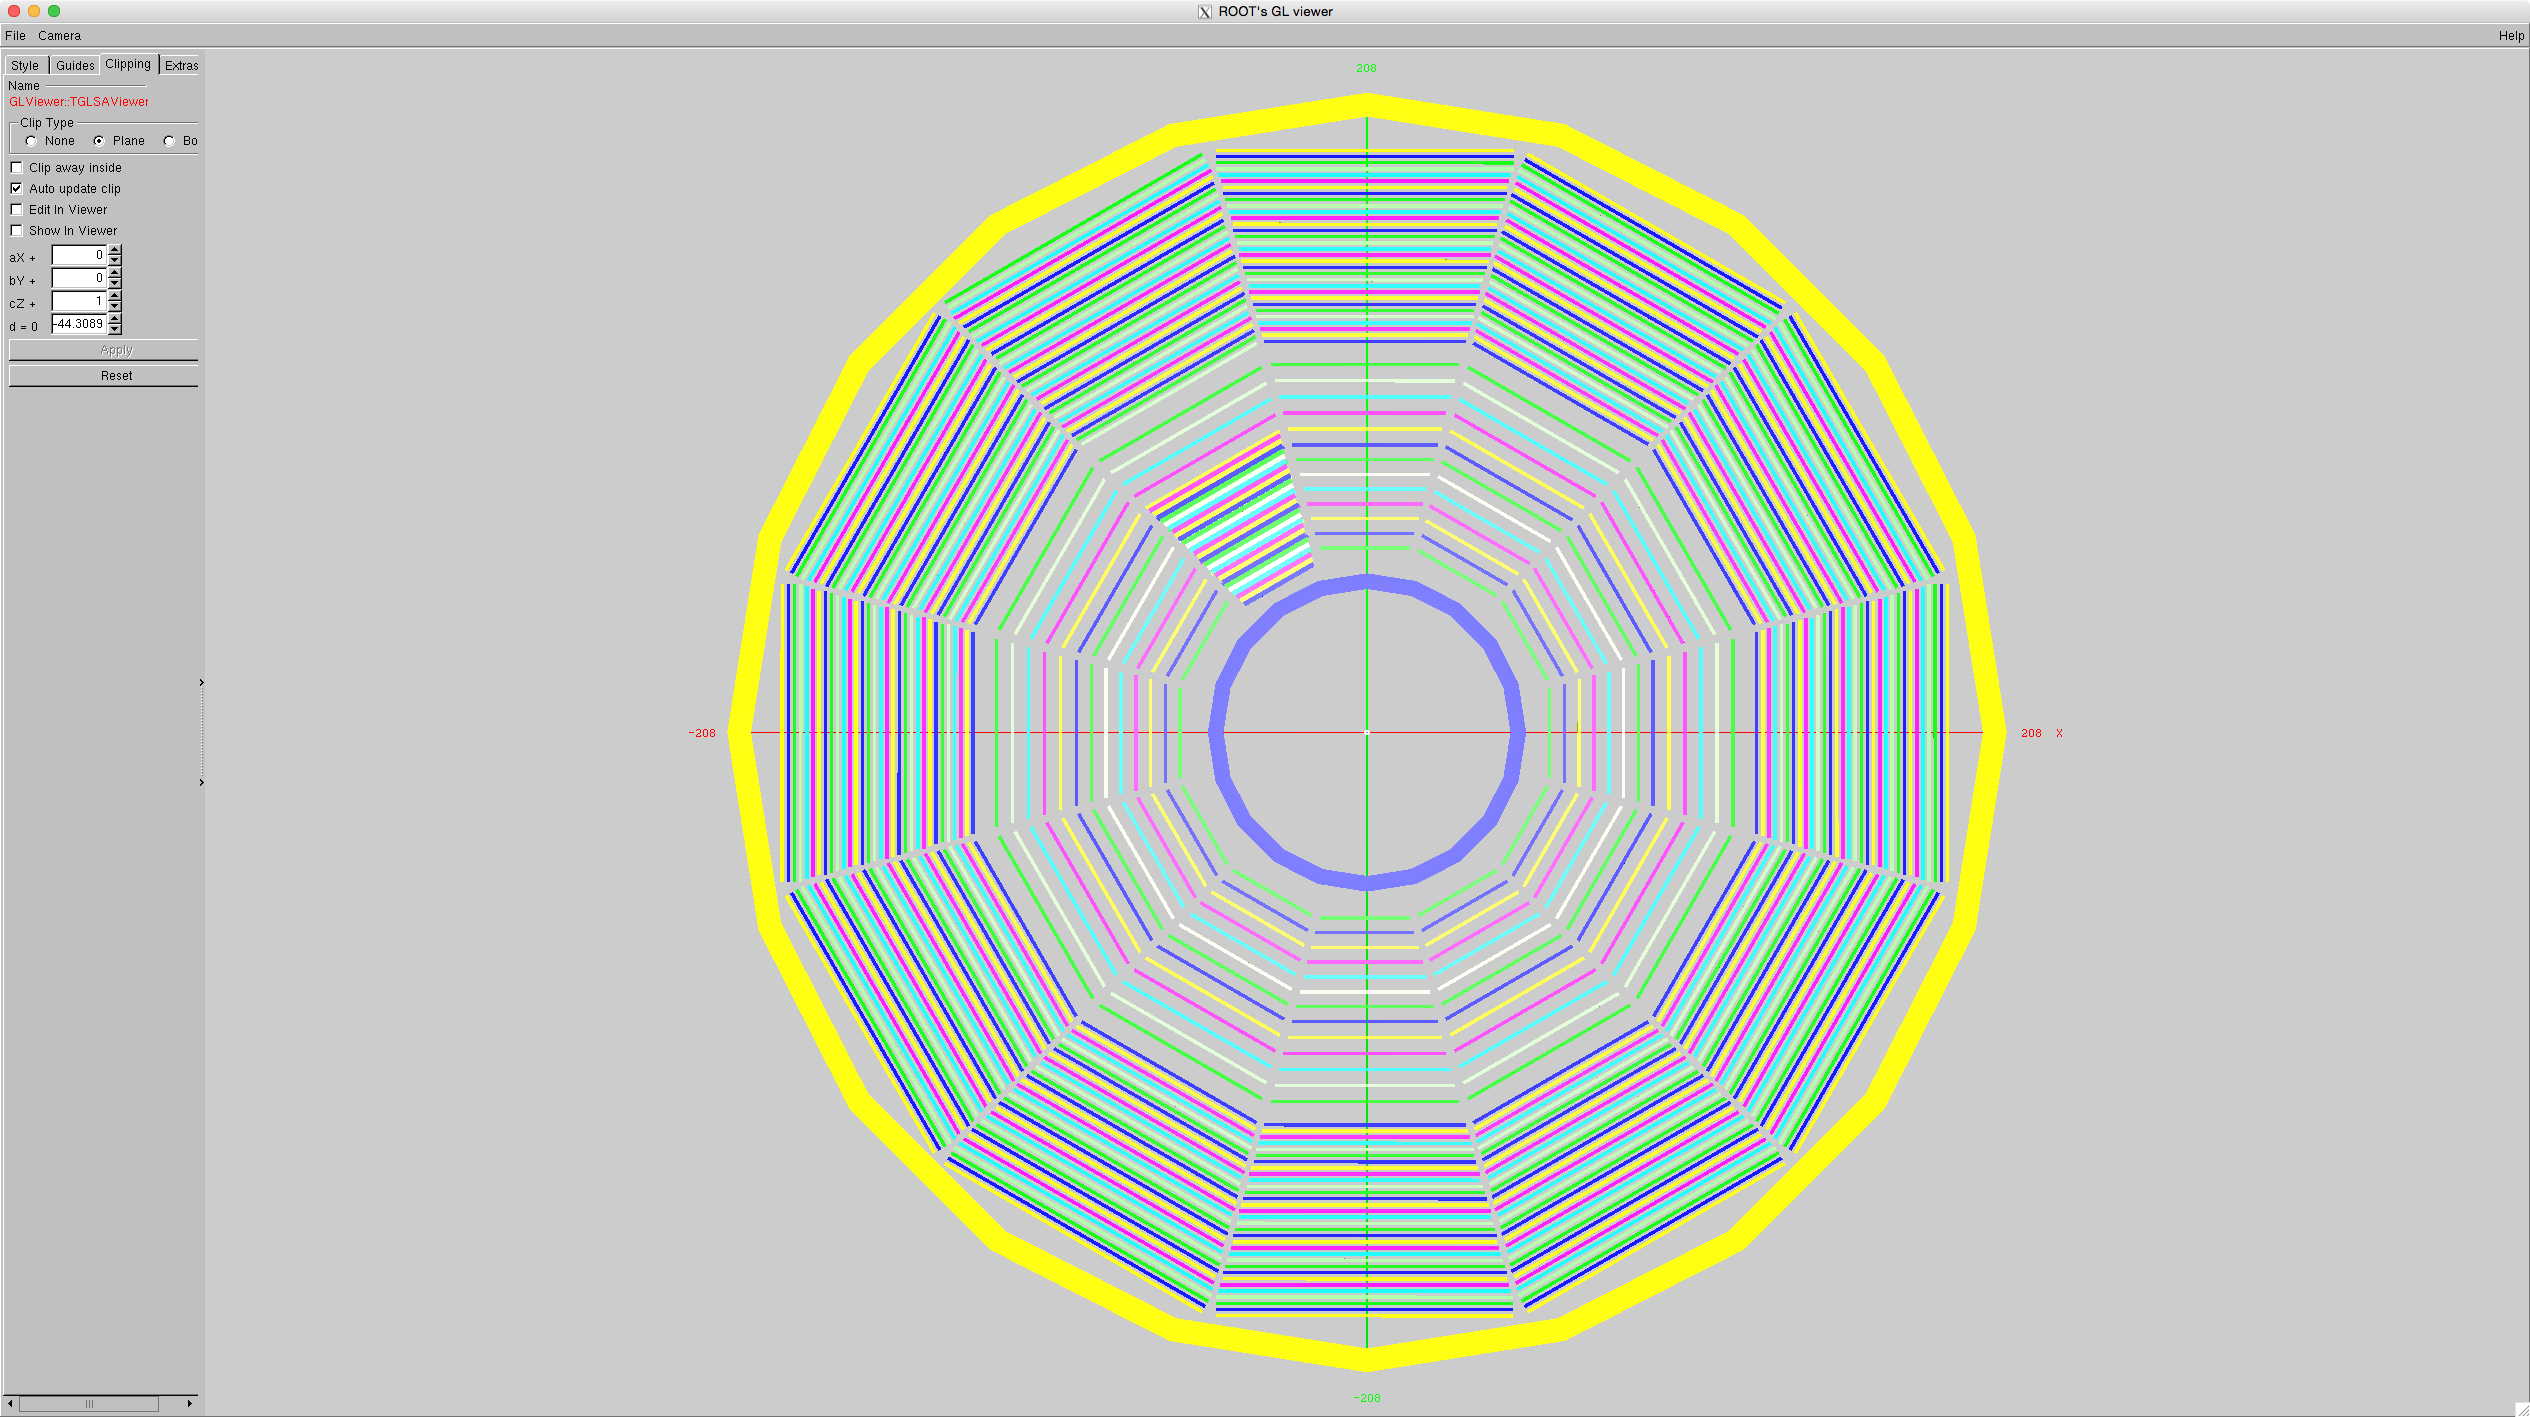 X ROOT's GL viewer
File Camera Help
Style Guides Clipping Extras
Name
GLViewer::TGLSAViewer
Clip Type
None Plane Bo
Clip away inside
Auto update clip
Edit In Viewer
Show In Viewer
aX + 0
bY + 0
cZ + 1
d = 0 -44.3089
Apply
Reset
208
-208
208 X
-208